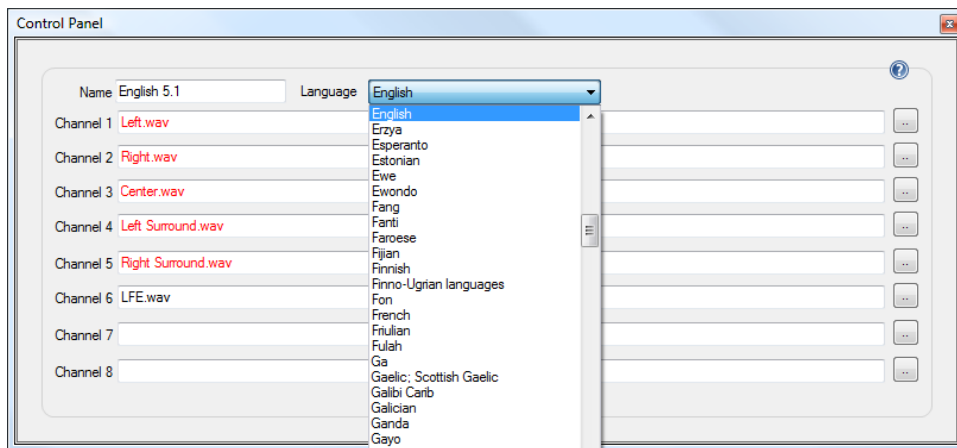 Control Panel
Name English 5.1 Language English
Channel 1 Left.wav
Channel 2 Right.wav
Channel 3 Center.wav
Channel 4 Left Surround.wav
Channel 5 Right Surround.wav
Channel 6 LFE.wav
Channel 7
Channel 8
English
Erzya
Esperanto
Estonian
Ewe
Ewondo
Fang
Fanti
Faroese
Fijian
Finnish
Finno-Ugrian languages
Fon
French
Friulian
Fulah
Ga
Gaelic; Scottish Gaelic
Galibi Carib
Galician
Ganda
Gayo
..
..
..
..
..
..
..
..